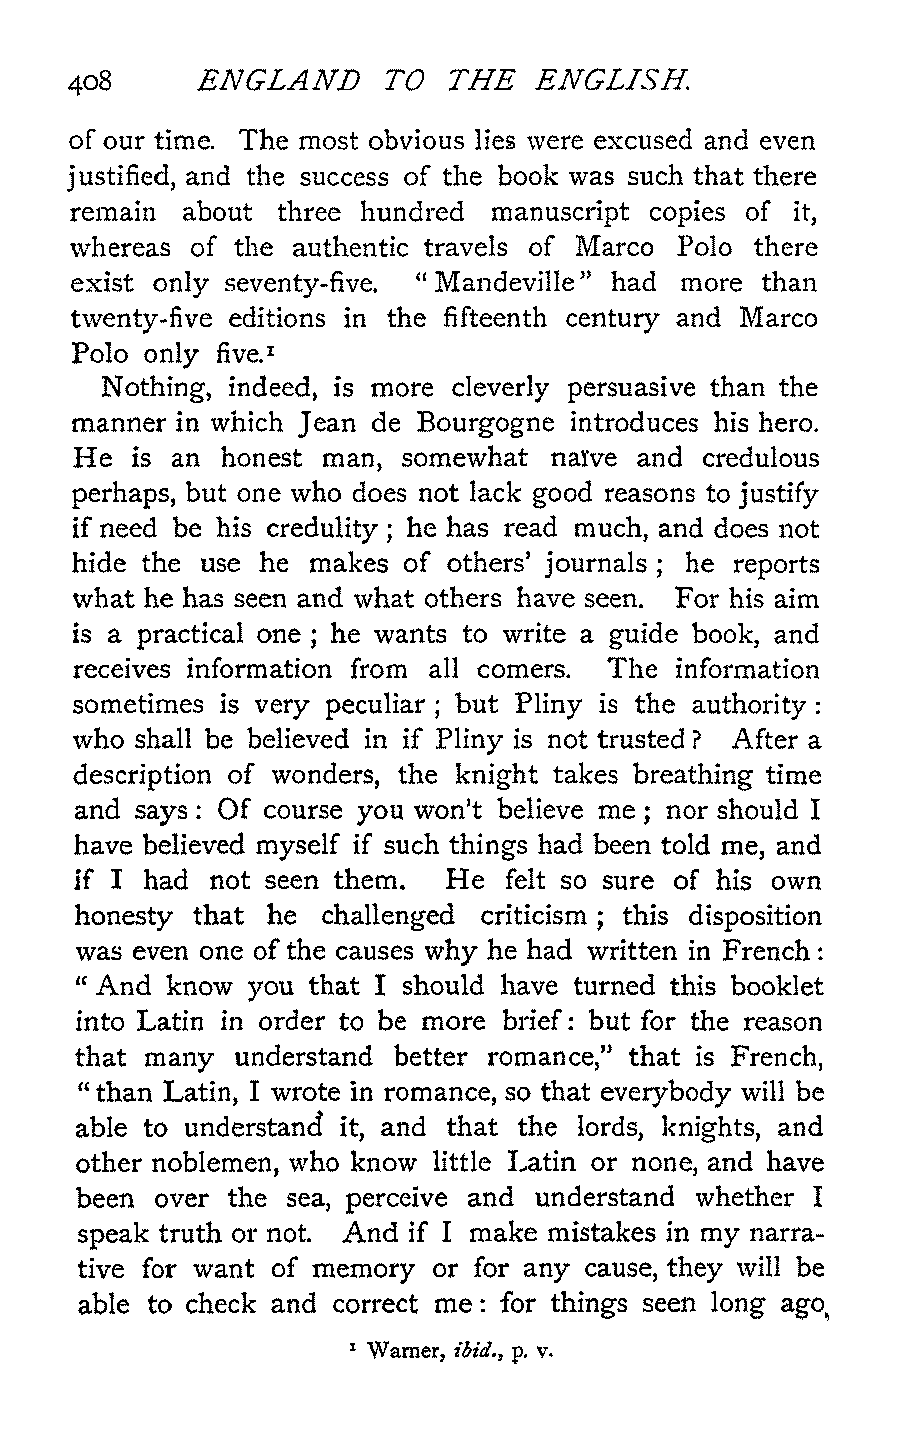 408 ENGLAND TO THE ENGLISH.
of our time. The most obvious lies were excused and even
justified, and the success of the book was such that there
remain about three hundred manuscript copies of it,
whereas of the authentic travels of Marco Polo there
exist only seventy-five. "Mandeville" had more than
twenty-five editions in the fifteenth century and Marco
Polo only five.¹
Nothing, indeed, is more cleverly persuasive than the
manner in which Jean de Bourgogne introduces his hero.
He is an honest man, somewhat naïve and credulous
perhaps, but one who does not lack good reasons to justify
if need be his credulity; he has read much, and does not
hide the use he makes of others' journals; he reports
what he has seen and what others have seen. For his aim
is a practical one; he wants to write a guide book, and
receives information from all comers. The information
sometimes is very peculiar; but Pliny is the authority:
who shall be believed in if Pliny is not trusted? After a
description of wonders, the knight takes breathing time
and says: Of course you won't believe me; nor should I
have believed myself if such things had been told me, and
if I had not seen them. He felt so sure of his own
honesty that he challenged criticism; this disposition
was even one of the causes why he had written in French:
"And know you that I should have turned this booklet
into Latin in order to be more brief: but for the reason
that many understand better romance," that is French,
"than Latin, I wrote in romance, so that everybody will be
able to understand it, and that the lords, knights, and
other noblemen, who know little Latin or none, and have
been over the sea, perceive and understand whether I
speak truth or not. And if I make mistakes in my narra-
tive for want of memory or for any cause, they will be
able to check and correct me: for things seen long ago,
¹ Warner, ibid., p. v.